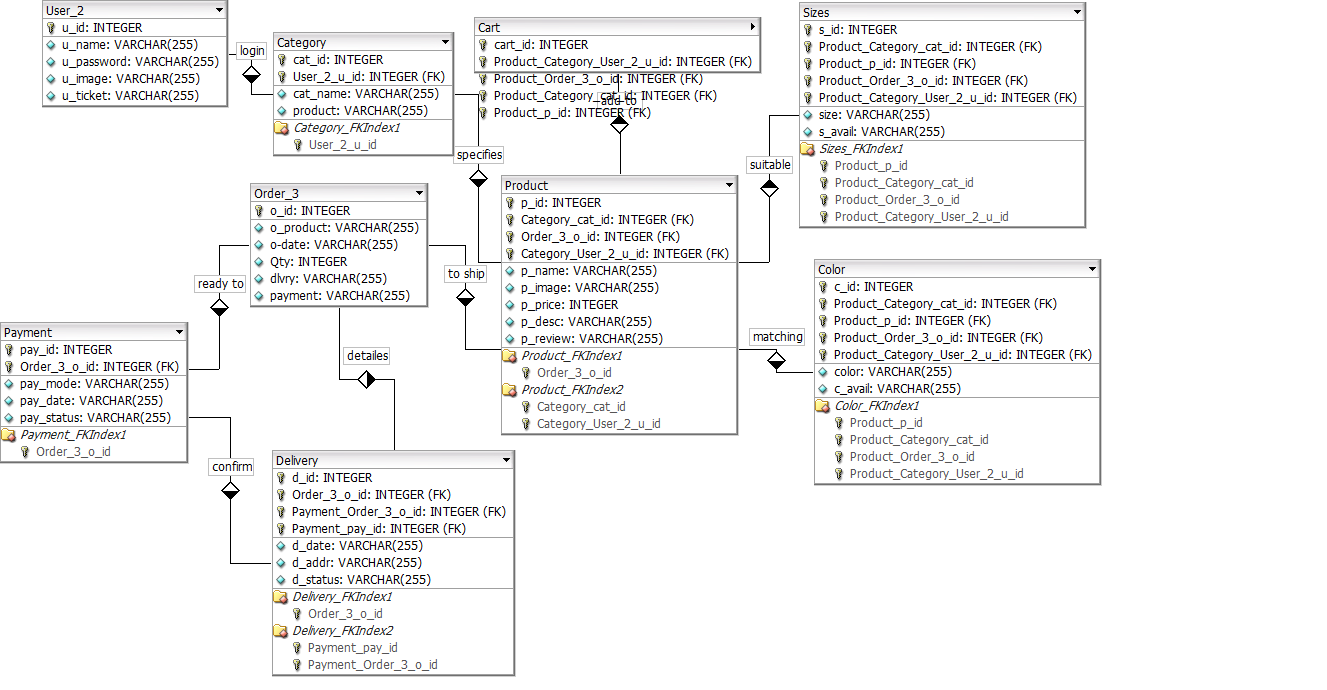 User_2
u_id: INTEGER
u_name: VARCHAR(255)
u_password: VARCHAR(255)
u_image: VARCHAR(255)
u_ticket: VARCHAR(255)
login
Category
cat_id: INTEGER
User_2_u_id: INTEGER (FK)
cat_name: VARCHAR(255)
product: VARCHAR(255)
Category_FKIndex1
User_2_u_id
specifies
Cart
cart_id: INTEGER
Product_Category_User_2_u_id: INTEGER (FK)
Product_Order_3_o_id: INTEGER (FK)
Product_Category_cat_id: INTEGER (FK)
Product_p_id: INTEGER (FK)
add to
Sizes
s_id: INTEGER
Product_Category_cat_id: INTEGER (FK)
Product_p_id: INTEGER (FK)
Product_Order_3_o_id: INTEGER (FK)
Product_Category_User_2_u_id: INTEGER (FK)
size: VARCHAR(255)
s_avail: VARCHAR(255)
Sizes_FKIndex1
Product_p_id
Product_Category_cat_id
Product_Order_3_o_id
Product_Category_User_2_u_id
suitable
Order_3
o_id: INTEGER
o_product: VARCHAR(255)
o-date: VARCHAR(255)
Qty: INTEGER
dlvry: VARCHAR(255)
payment: VARCHAR(255)
ready to
to ship
detailes
Product
p_id: INTEGER
Category_cat_id: INTEGER (FK)
Order_3_o_id: INTEGER (FK)
Category_User_2_u_id: INTEGER (FK)
p_name: VARCHAR(255)
p_image: VARCHAR(255)
p_price: INTEGER
p_desc: VARCHAR(255)
p_review: VARCHAR(255)
Product_FKIndex1
Order_3_o_id
Product_FKIndex2
Category_cat_id
Category_User_2_u_id
matching
Color
c_id: INTEGER
Product_Category_cat_id: INTEGER (FK)
Product_p_id: INTEGER (FK)
Product_Order_3_o_id: INTEGER (FK)
Product_Category_User_2_u_id: INTEGER (FK)
color: VARCHAR(255)
c_avail: VARCHAR(255)
Color_FKIndex1
Product_p_id
Product_Category_cat_id
Product_Order_3_o_id
Product_Category_User_2_u_id
Payment
pay_id: INTEGER
Order_3_o_id: INTEGER (FK)
pay_mode: VARCHAR(255)
pay_date: VARCHAR(255)
pay_status: VARCHAR(255)
Payment_FKIndex1
Order_3_o_id
confirm
Delivery
d_id: INTEGER
Order_3_o_id: INTEGER (FK)
Payment_Order_3_o_id: INTEGER (FK)
Payment_pay_id: INTEGER (FK)
d_date: VARCHAR(255)
d_addr: VARCHAR(255)
d_status: VARCHAR(255)
Delivery_FKIndex1
Order_3_o_id
Delivery_FKIndex2
Payment_pay_id
Payment_Order_3_o_id